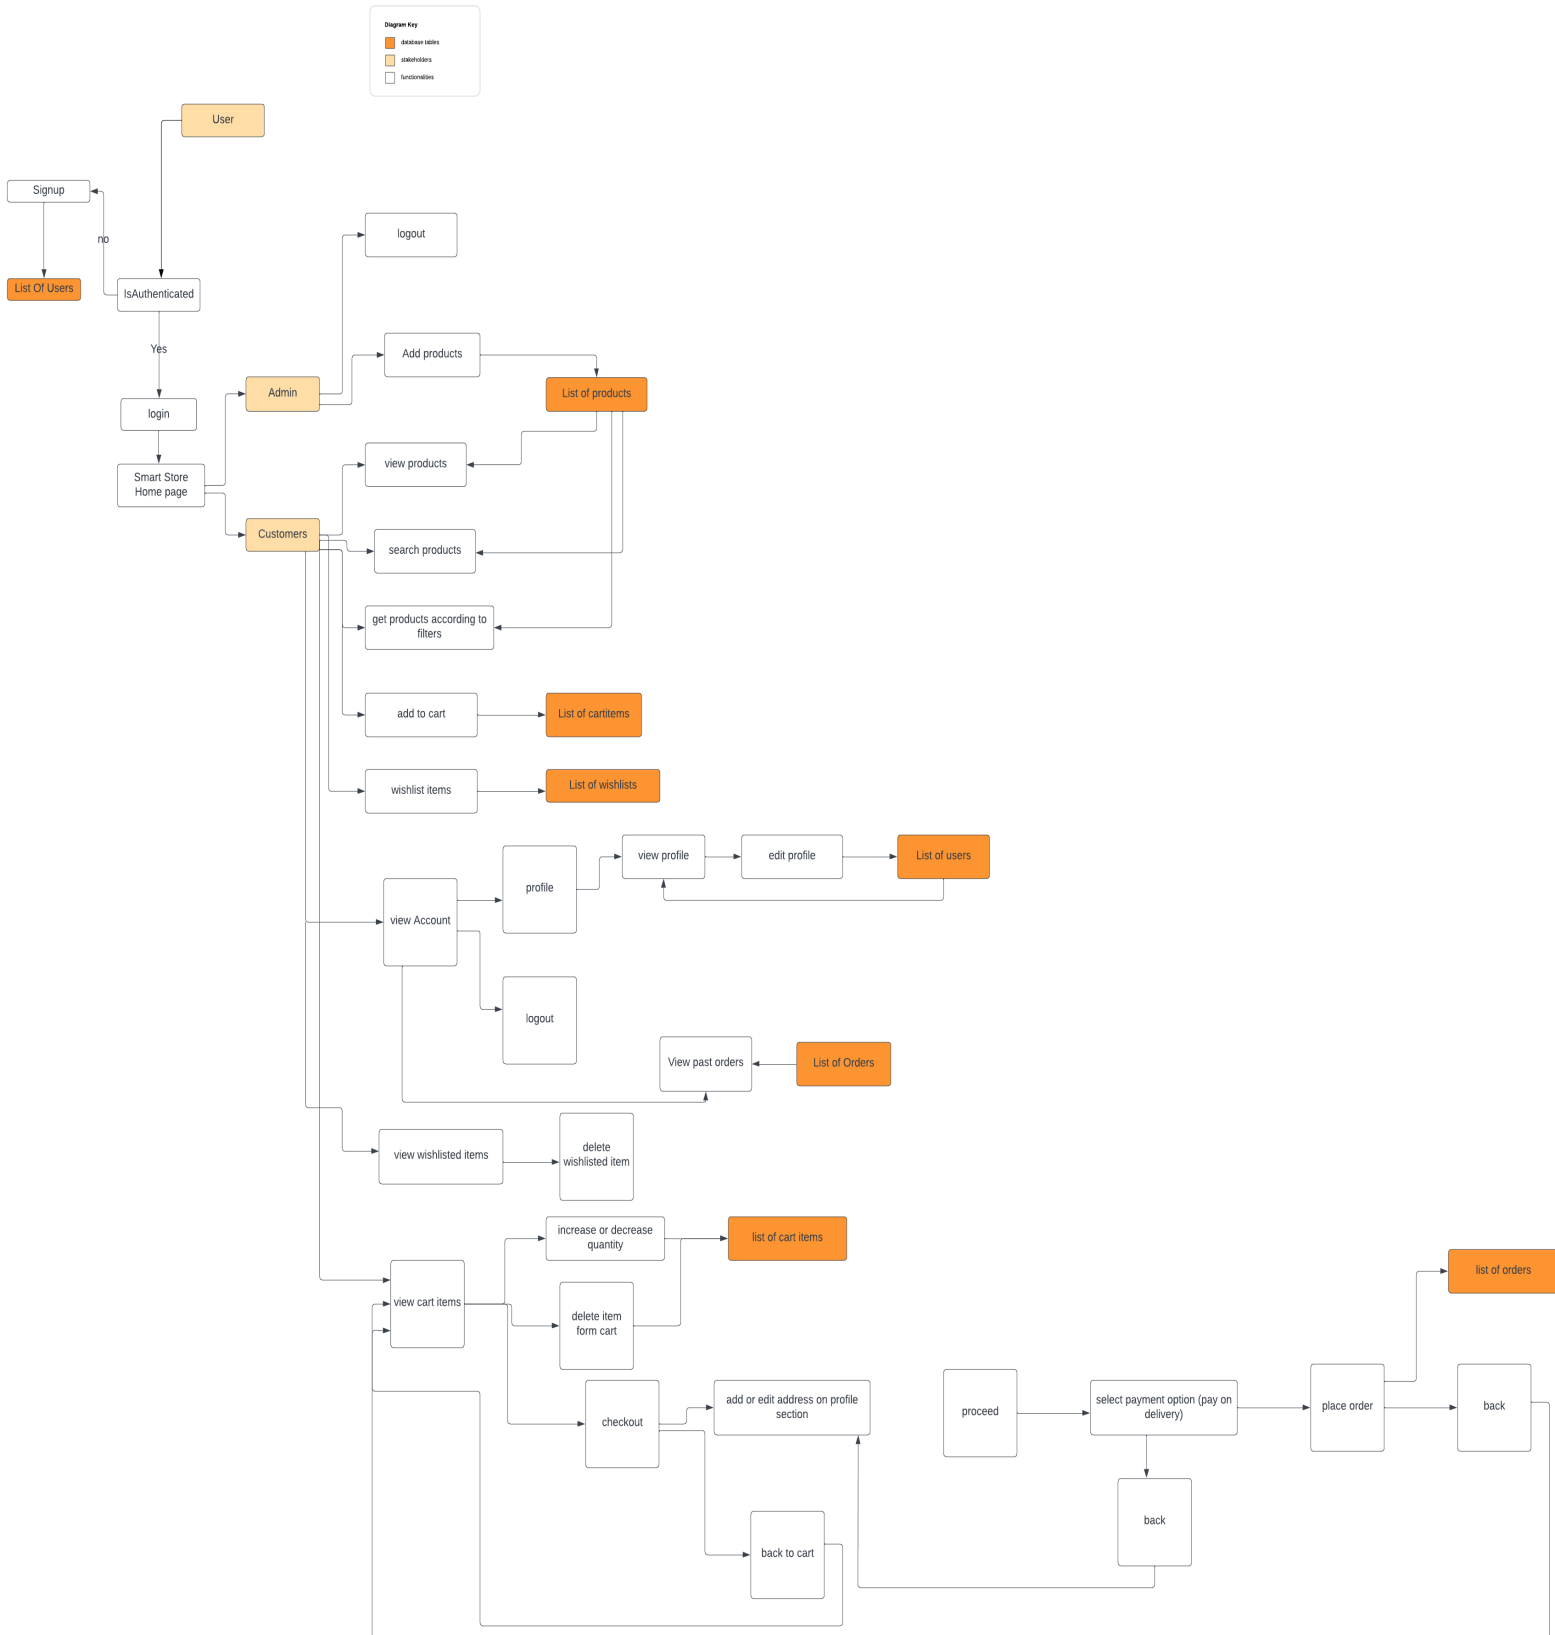 Diagram Key
database tables
stakeholders
functionalities
User
Signup
no
List Of Users
IsAuthenticated
Yes
login
Smart Store
Home page
logout
Add products
Admin
List of products
view products
Customers
search products
get products according to
filters
add to cart
List of cartitems
wishlist items
List of wishlists
view profile
edit profile
List of users
profile
view Account
logout
View past orders
List of Orders
view wishlisted items
delete
wishlisted item
increase or decrease
quantity
list of cart items
view cart items
delete item
form cart
list of orders
checkout
add or edit address on profile
section
proceed
select payment option (pay on
delivery)
place order
back
back
back to cart